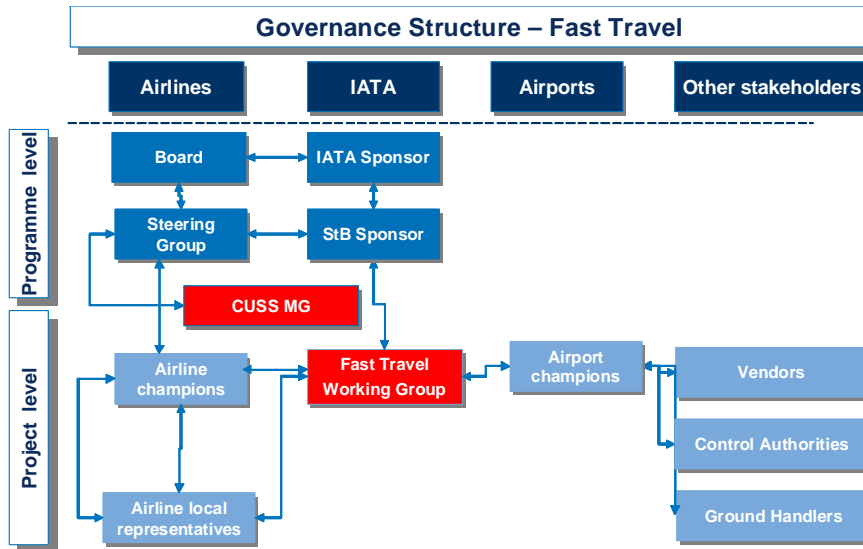 Governance Structure – Fast Travel
Airlines
IATA
Airports
Other stakeholders
Programme level
Board
IATA Sponsor
Steering
Group
StB Sponsor
CUSS MG
Project level
Airline
champions
Fast Travel
Working Group
Airport
champions
Vendors
Control Authorities
Airline local
representatives
Ground Handlers